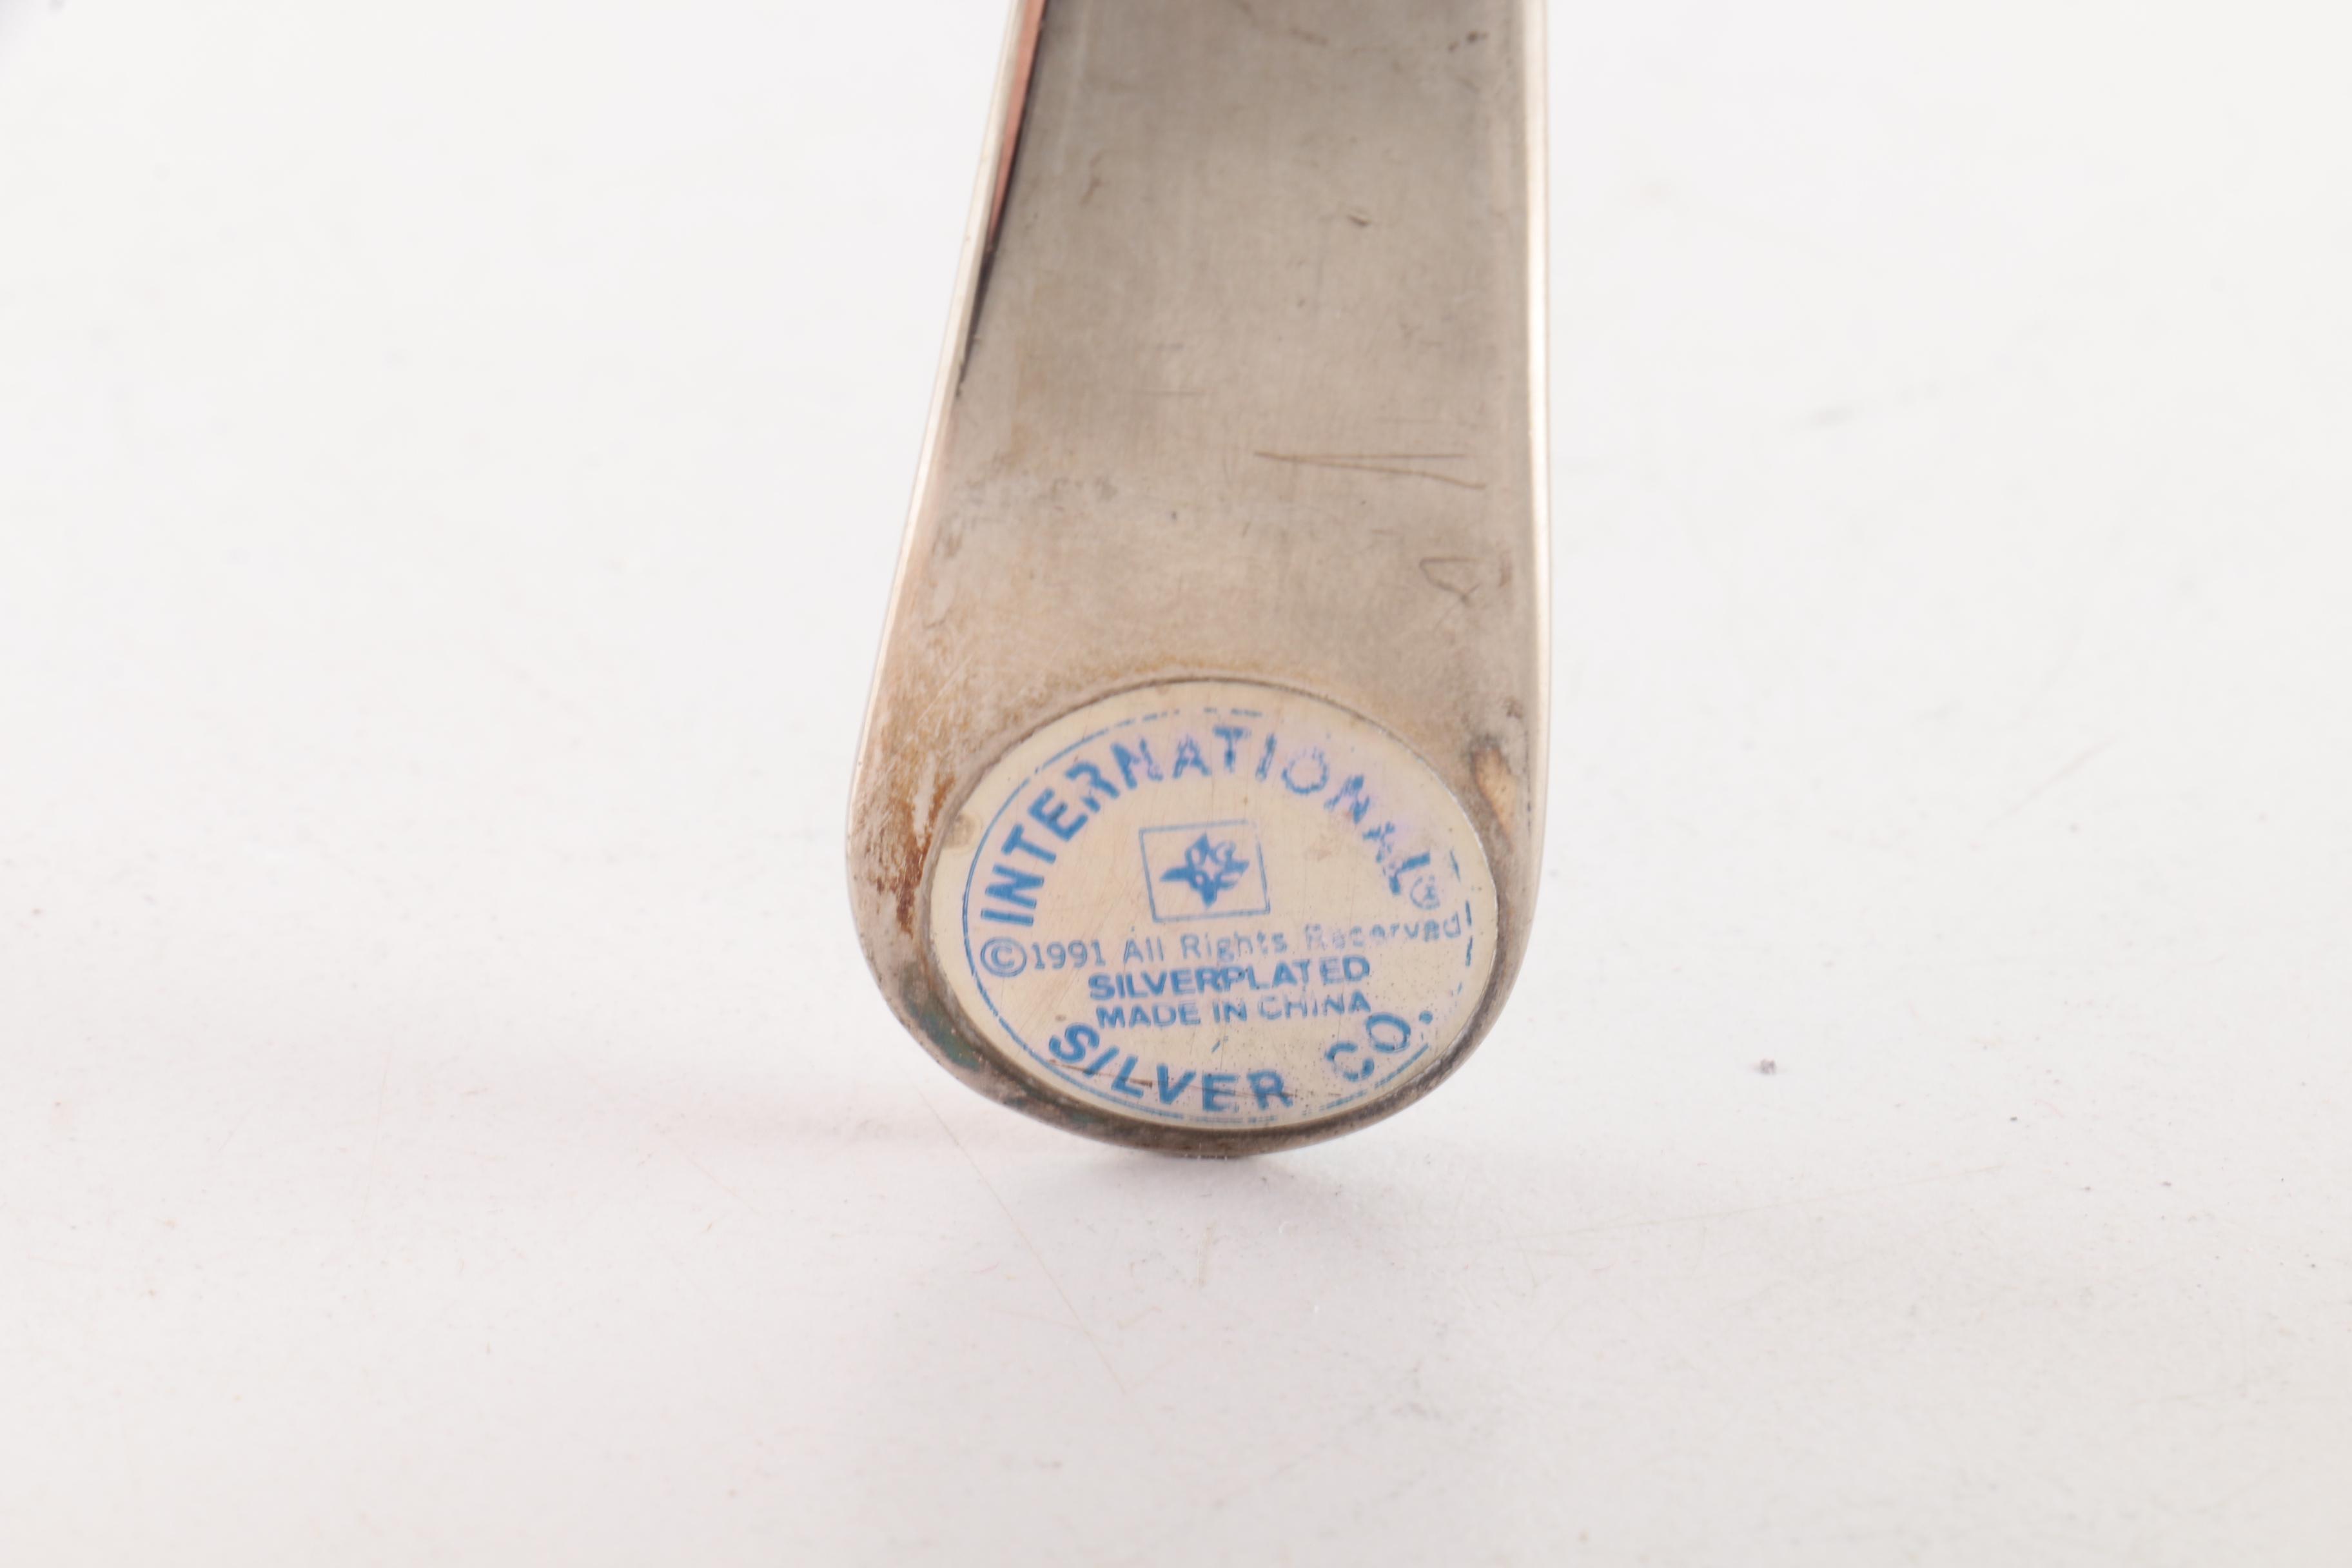 INTERNATIONAL®
©1991 All Rights Reserved
SILVERPLATED
MADE IN CHINA
SILVER CO.